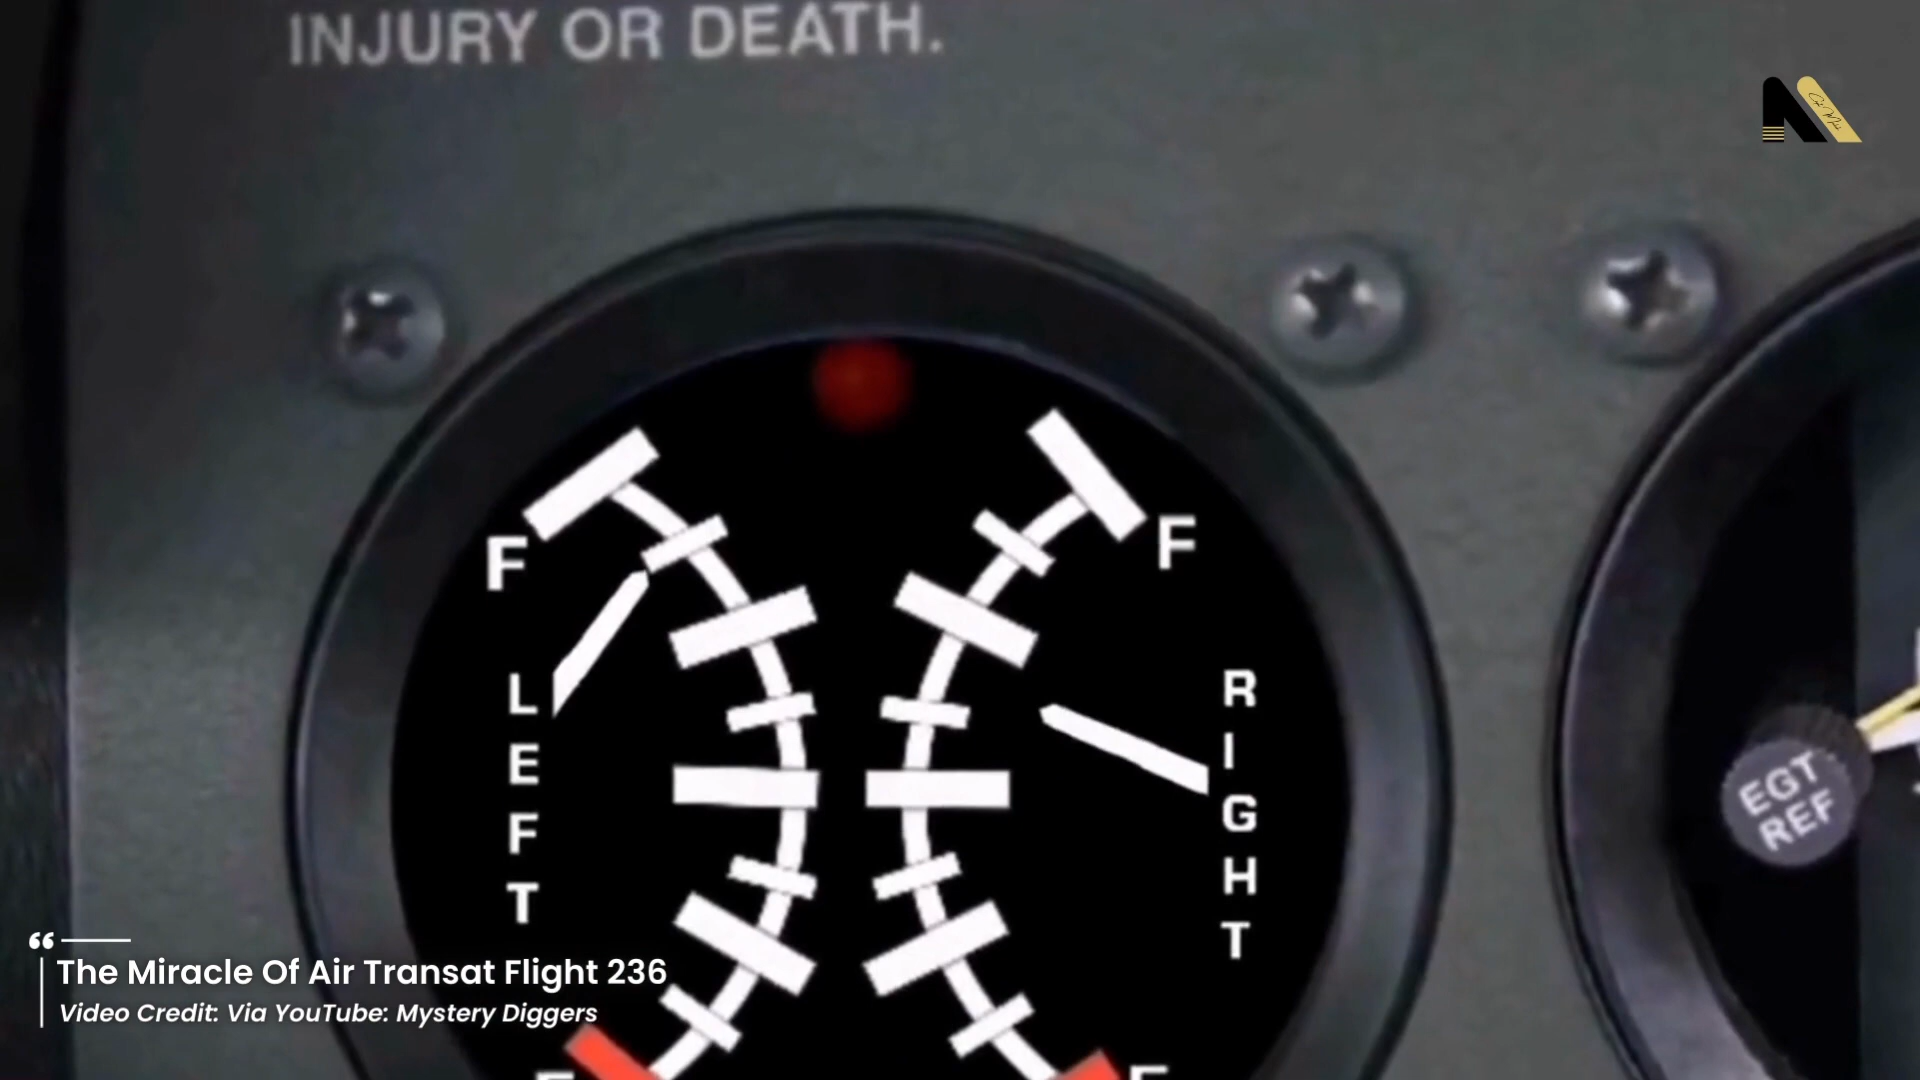 INJURY OR DEATH.
F
F
LEFT
RIGHT
EGT
REF
The Miracle Of Air Transat Flight 236
Video Credit: Via YouTube: Mystery Diggers